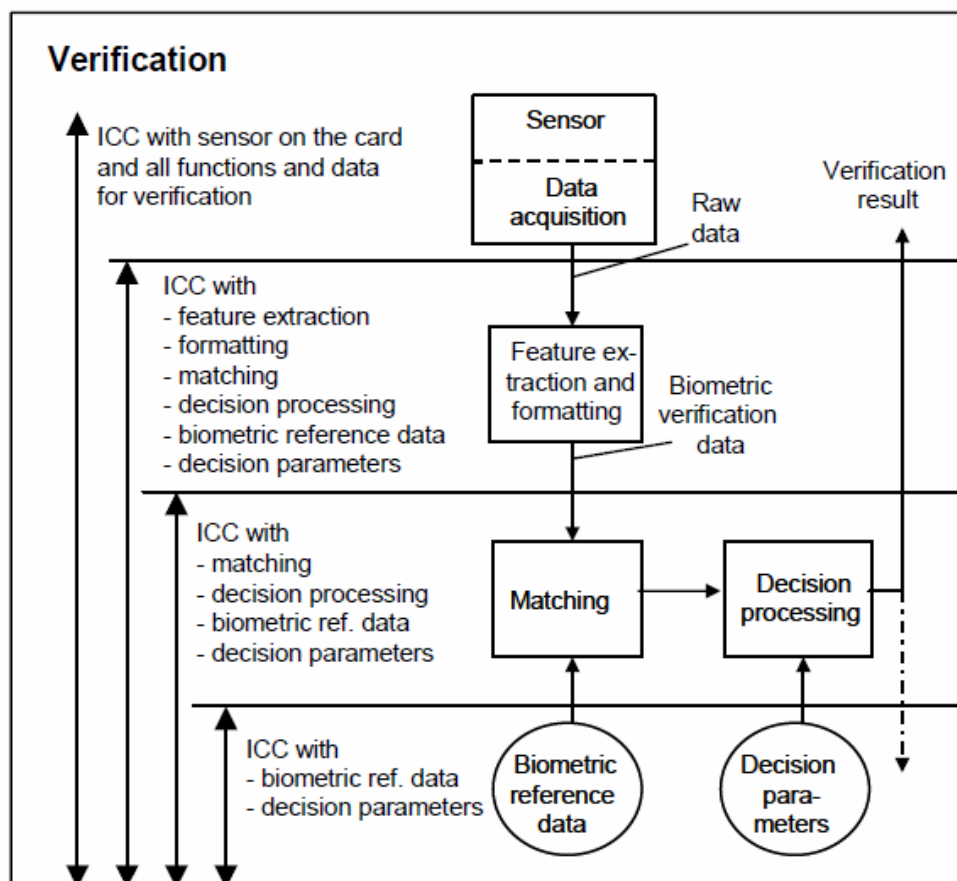 Verification
ICC with sensor on the card
and all functions and data
for verification
Sensor
Data
acquisition
Raw
data
Verification
result
ICC with
- feature extraction
- formatting
- matching
- decision processing
- biometric reference data
- decision parameters
Feature ex-
traction and
formatting
Biometric
verification
data
ICC with
- matching
- decision processing
- biometric ref. data
- decision parameters
Matching
Decision
processing
ICC with
- biometric ref. data
- decision parameters
Biometric
reference
data
Decision
para-
meters